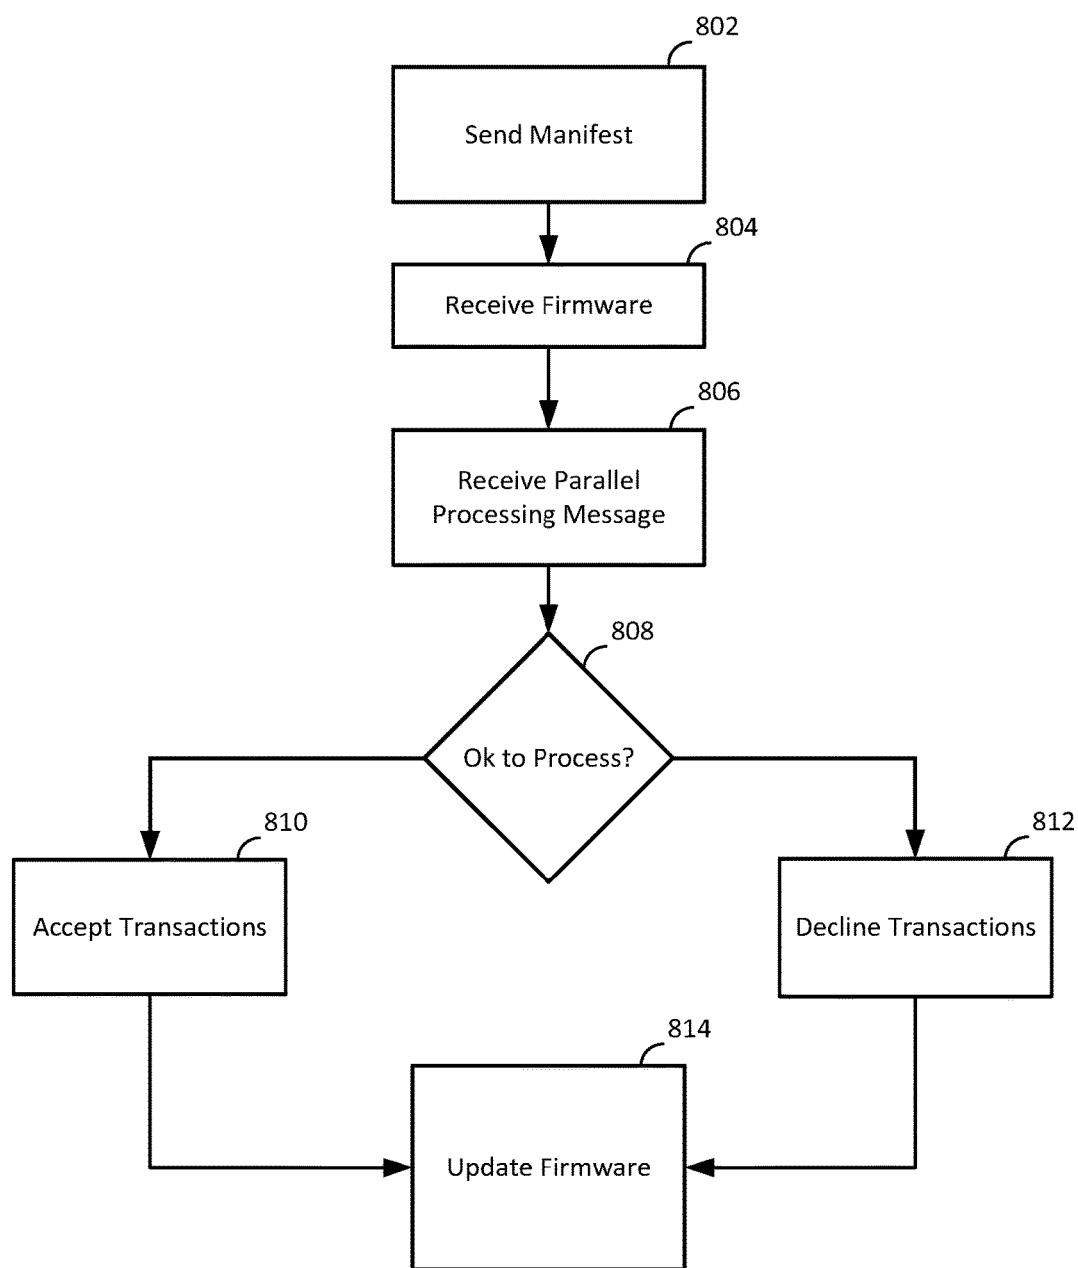 802
Send Manifest
804
Receive Firmware
806
Receive Parallel
Processing Message
808
Ok to Process?
810
812
Accept Transactions
Decline Transactions
814
Update Firmware